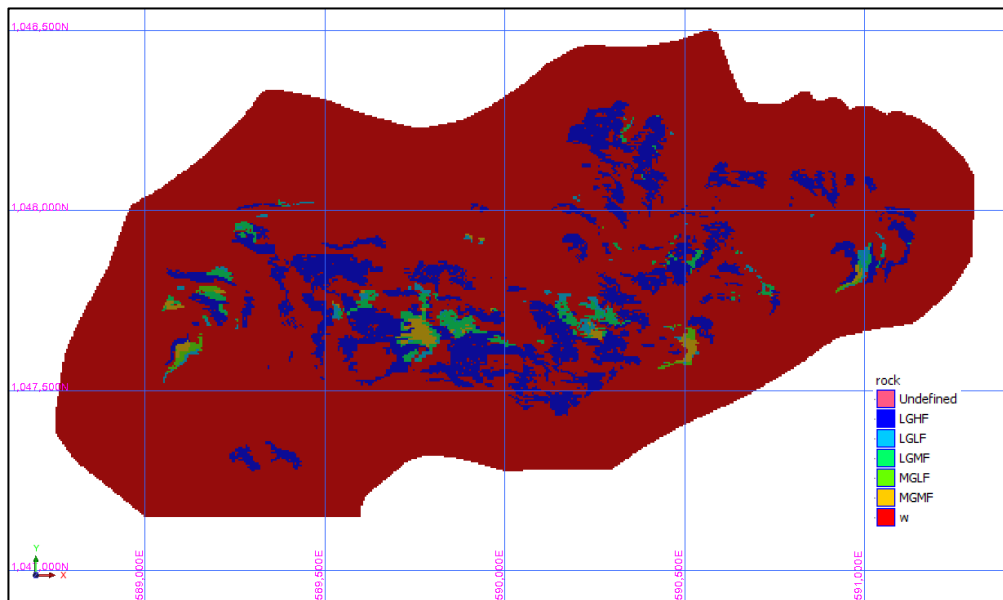 1,048,500N
1,048,000N
1,047,500N
1,047,000N
589,000E
589,500E
590,000E
590,500E
591,000E
rock
Undefined
LGHF
LGLF
LGMF
MGLF
MGMF
w
Y
X